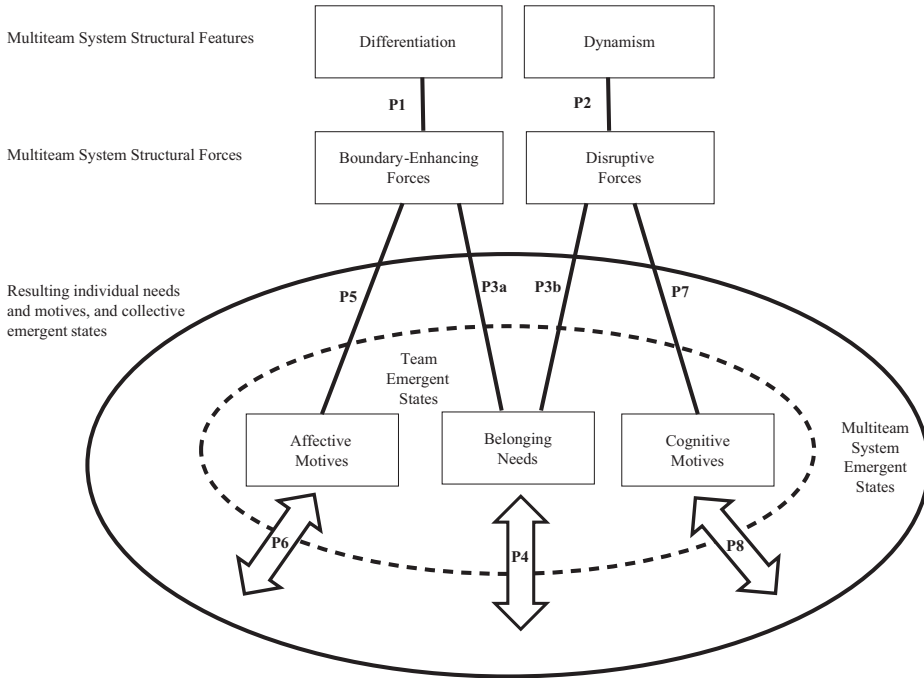 Multiteam System Structural Features
Differentiation
Dynamism
P1
P2
Multiteam System Structural Forces
Boundary-Enhancing
Forces
Disruptive
Forces
Resulting individual needs
and motives, and collective
emergent states
P5
P3a
P3b
P7
Team
Emergent
States
Affective
Motives
Belonging
Needs
Cognitive
Motives
Multiteam
System
Emergent
States
P6
P4
P8